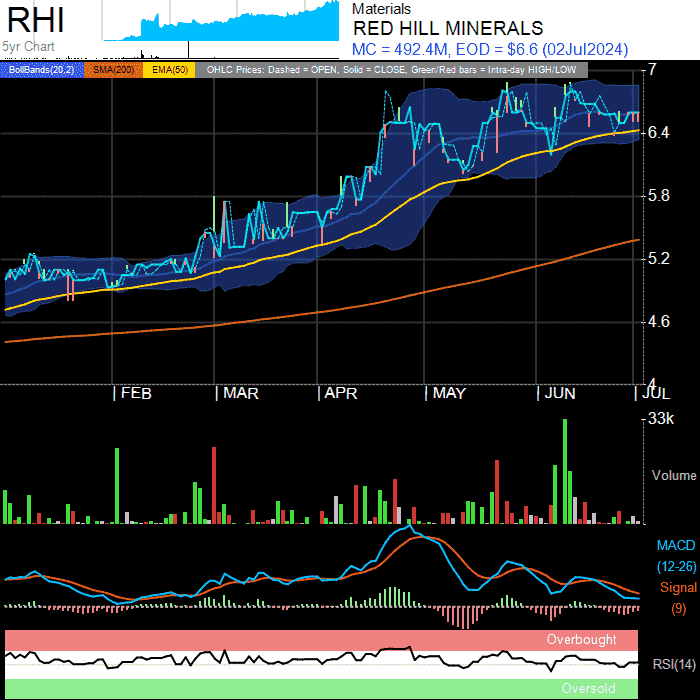 RHI
5yr Chart
Materials
RED HILL MINERALS
MC = 492.4M, EOD = $6.6 (02Jul2024)
BollBands(20,2) SMA(200) EMA(50) OHLC Prices: Dashed = OPEN, Solid = CLOSE, Green/Red bars = Intra-day HIGH/LOW
7
6.4
5.8
5.2
4.6
4
| FEB | MAR | APR | MAY | JUN | JUL
33k
Volume
MACD
(12-26)
Signal
(9)
Overbought
RSI(14)
Oversold